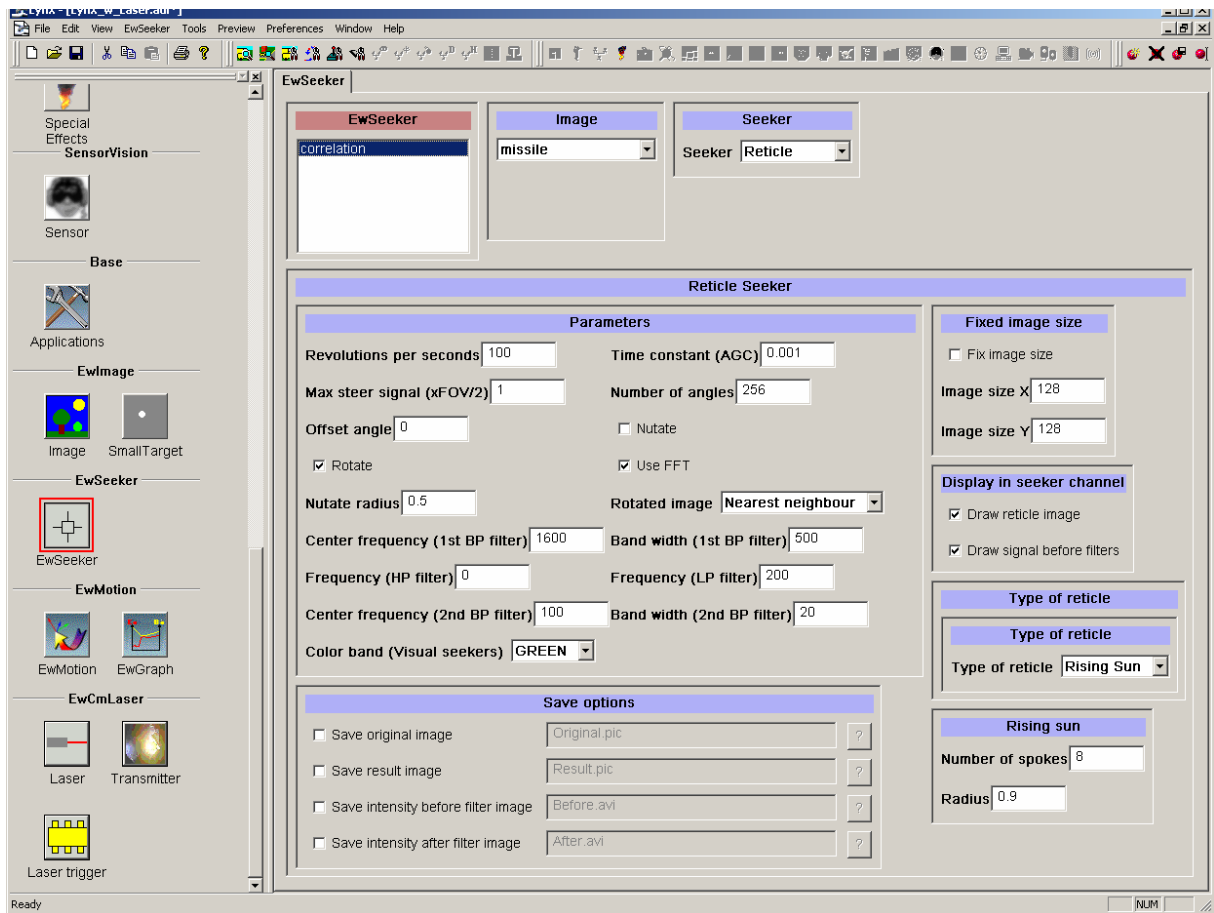 Lynx - [Lynx_w_Laser.adf *]
File Edit View EwSeeker Tools Preview Preferences Window Help
Special
Effects
SensorVision
Sensor
Base
Applications
EwImage
Image SmallTarget
EwSeeker
EwSeeker
EwMotion
EwMotion EwGraph
EwCmLaser
Laser Transmitter
Laser trigger
EwSeeker
EwSeeker
correlation
Image
missile
Seeker
Seeker Reticle
Reticle Seeker
Parameters
Revolutions per seconds 100 Time constant (AGC) 0.001
Max steer signal (xFOV/2) 1 Number of angles 256
Offset angle 0 Nutate
Rotate Use FFT
Nutate radius 0.5 Rotated image Nearest neighbour
Center frequency (1st BP filter) 1600 Band width (1st BP filter) 500
Frequency (HP filter) 0 Frequency (LP filter) 200
Center frequency (2nd BP filter) 100 Band width (2nd BP filter) 20
Color band (Visual seekers) GREEN
Fixed image size
Fix image size
Image size X 128
Image size Y 128
Display in seeker channel
Draw reticle image
Draw signal before filters
Type of reticle
Type of reticle
Type of reticle Rising Sun
Rising sun
Number of spokes 8
Radius 0.9
Save options
Save original image Original.pic ?
Save result image Result.pic ?
Save intensity before filter image Before.avi ?
Save intensity after filter image After.avi ?
Ready NUM